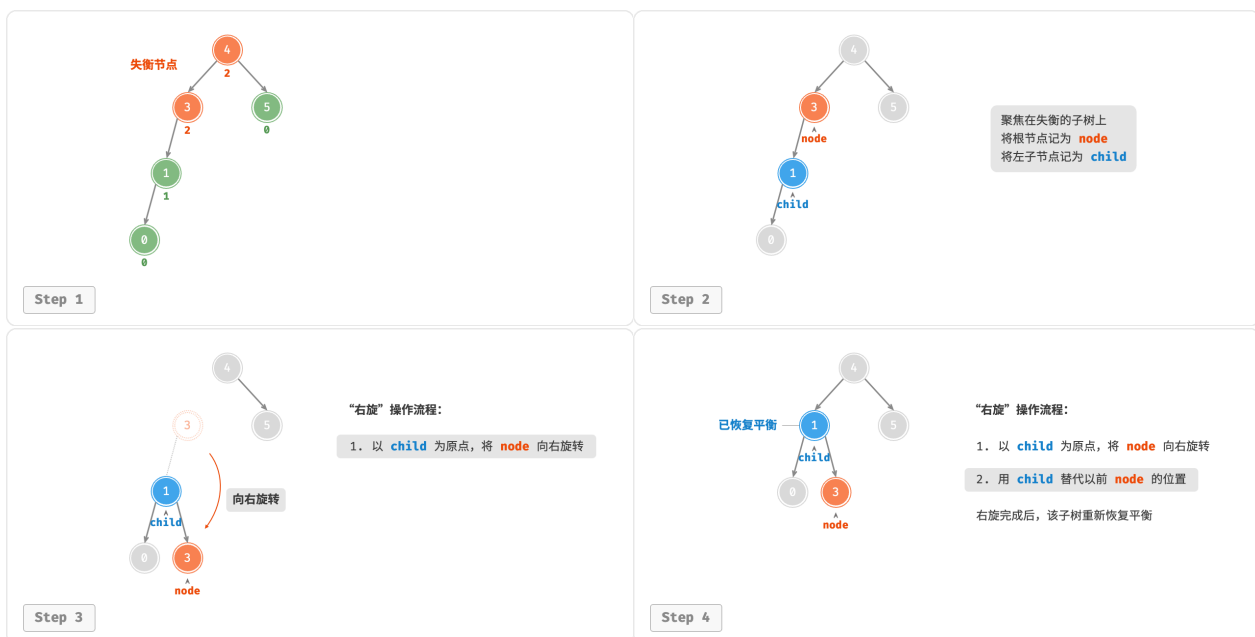 4
失衡节点
2
3
5
2
0
1
1
0
0
Step 1
4
3
5
node
1
child
0
聚焦在失衡的子树上
将根节点记为 node
将左子节点记为 child
Step 2
4
3
5
1
child
向右旋转
0
3
node
“右旋”操作流程：
1. 以 child 为原点，将 node 向右旋转
Step 3
4
已恢复平衡
1
5
child
0
3
node
“右旋”操作流程：
1. 以 child 为原点，将 node 向右旋转
2. 用 child 替代以前 node 的位置
右旋完成后，该子树重新恢复平衡
Step 4